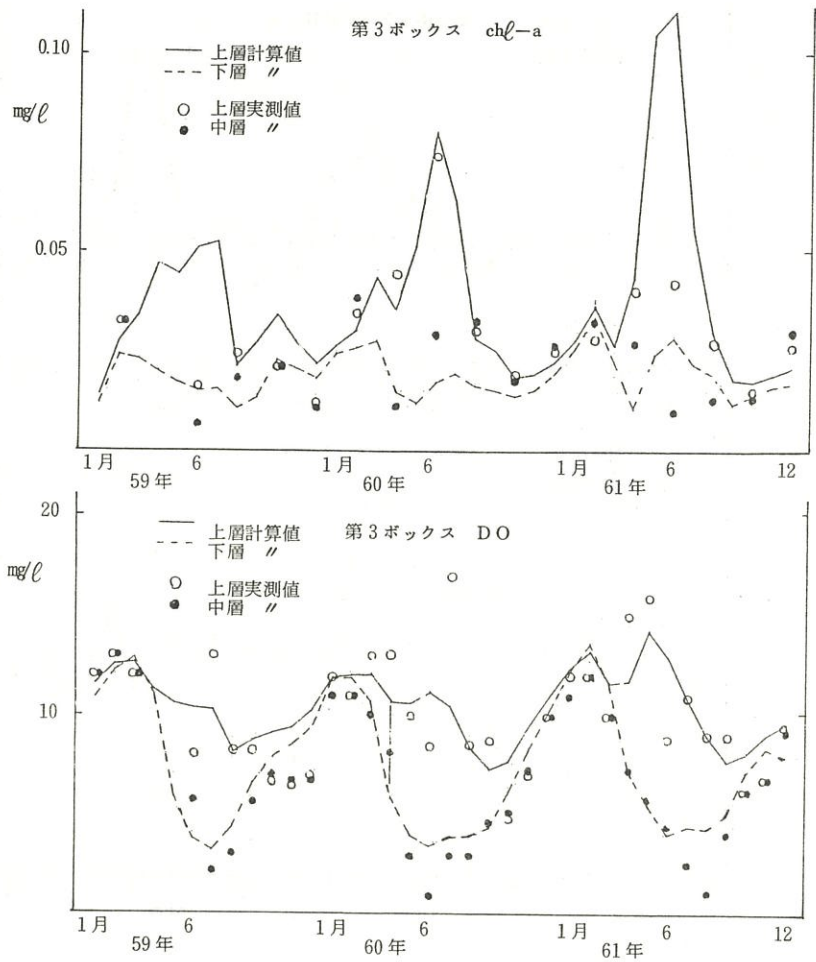 第3ボックス chℓ-a
0.10
上層計算値
下層 〃
mg/ℓ
上層実測値
中層 〃
0.05
1月 6 1月 6 1月 6 12
59年 60年 61年
20
第3ボックス DO
上層計算値
下層 〃
mg/ℓ
上層実測値
中層 〃
10
1月 6 1月 6 1月 6 12
59年 60年 61年